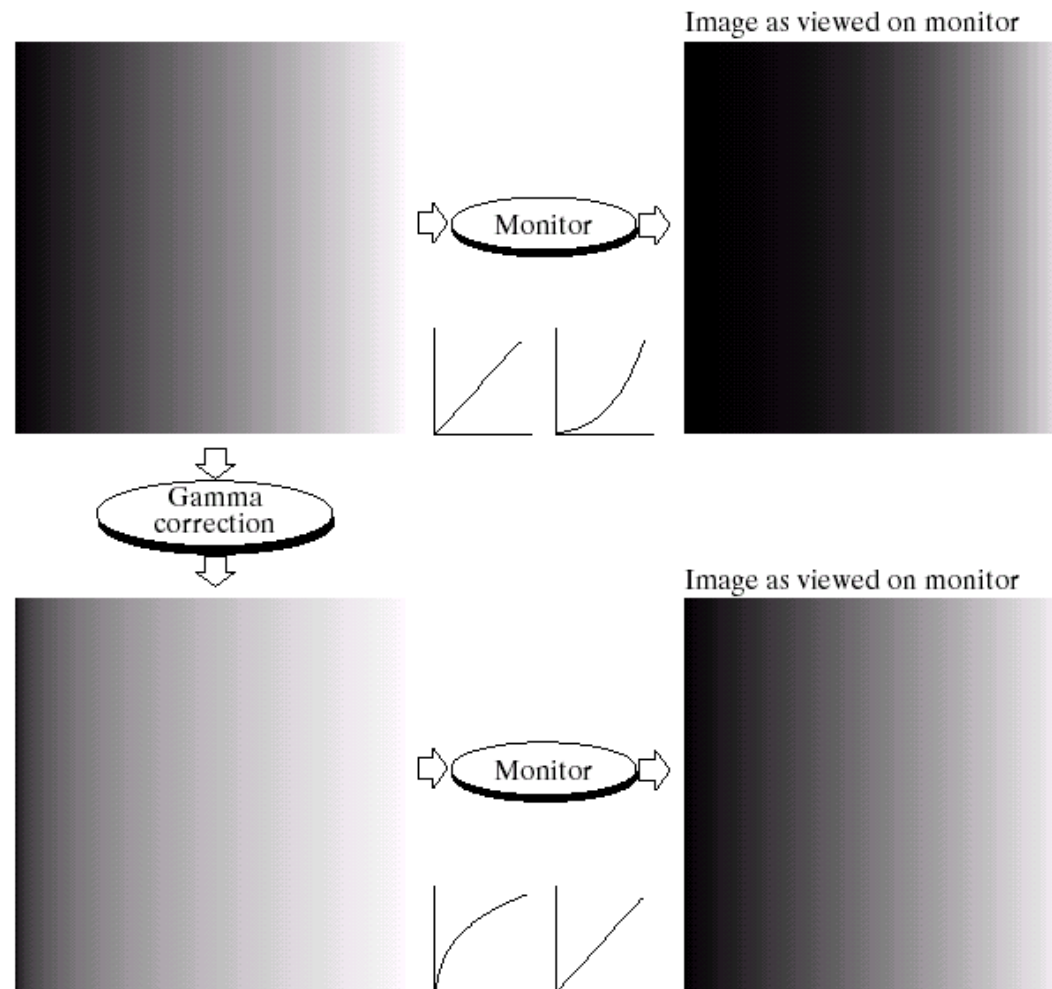 Image as viewed on monitor
Monitor
Gamma
correction
Image as viewed on monitor
Monitor